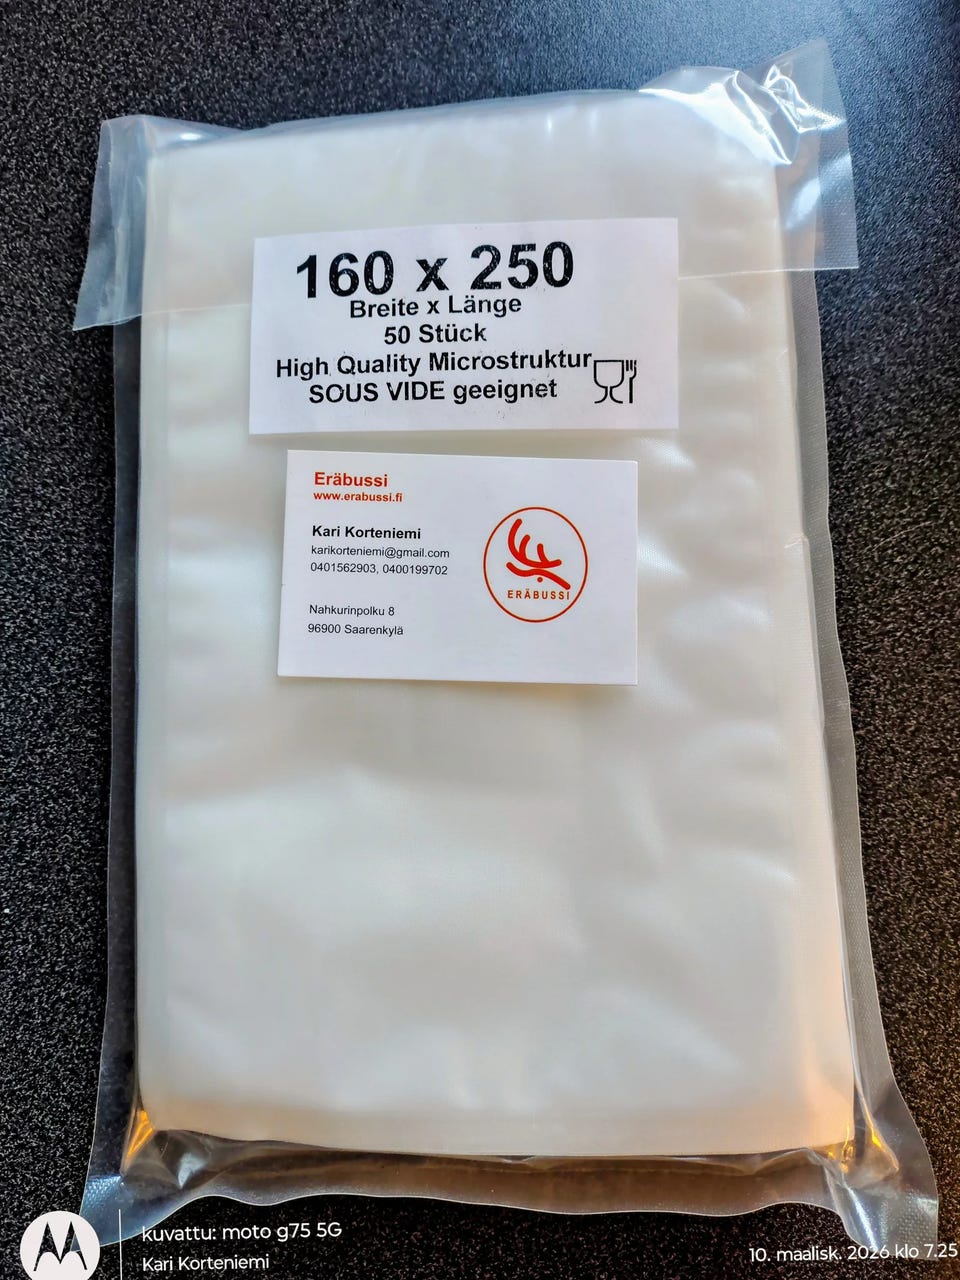 160 x 250
Breite x Länge
50 Stück
High Quality Microstruktur
SOUS VIDE geeignet
Eräbussi
www.erabussi.fi
Kari Korteniemi
karikorteniemi@gmail.com
0401562903, 0400199702
Nahkurinpolku 8
96900 Saarenkylä
ERÄBUSSI
kuvattu: moto g75 5G
Kari Korteniemi
10. maalisk. 2026 klo 7.25